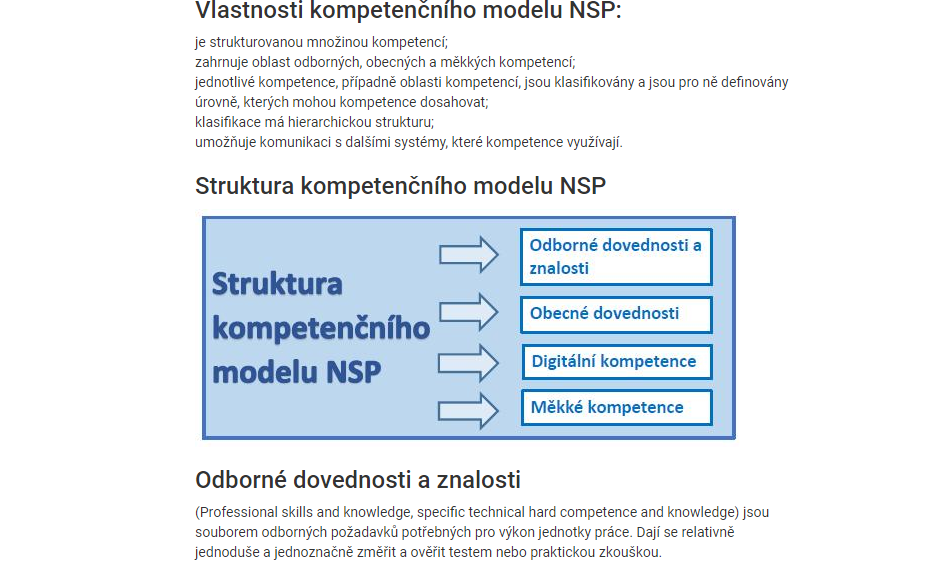 Vlastnosti kompetenčního modelu NSP:
je strukturovanou množinou kompetencí;
zahrnuje oblast odborných, obecných a měkkých kompetencí;
jednotlivé kompetence, případně oblasti kompetencí, jsou klasifikovány a jsou pro ně definovány
úrovně, kterých mohou kompetence dosahovat;
klasifikace má hierarchickou strukturu;
umožňuje komunikaci s dalšími systémy, které kompetence využívají.
Struktura kompetenčního modelu NSP
Struktura
kompetenčního
modelu NSP
Odborné dovednosti a
znalosti
Obecné dovednosti
Digitální kompetence
Měkké kompetence
Odborné dovednosti a znalosti
(Professional skills and knowledge, specific technical hard competence and knowledge) jsou
souborem odborných požadavků potřebných pro výkon jednotky práce. Dají se relativně
jednoduše a jednoznačně změřit a ověřit testem nebo praktickou zkouškou.